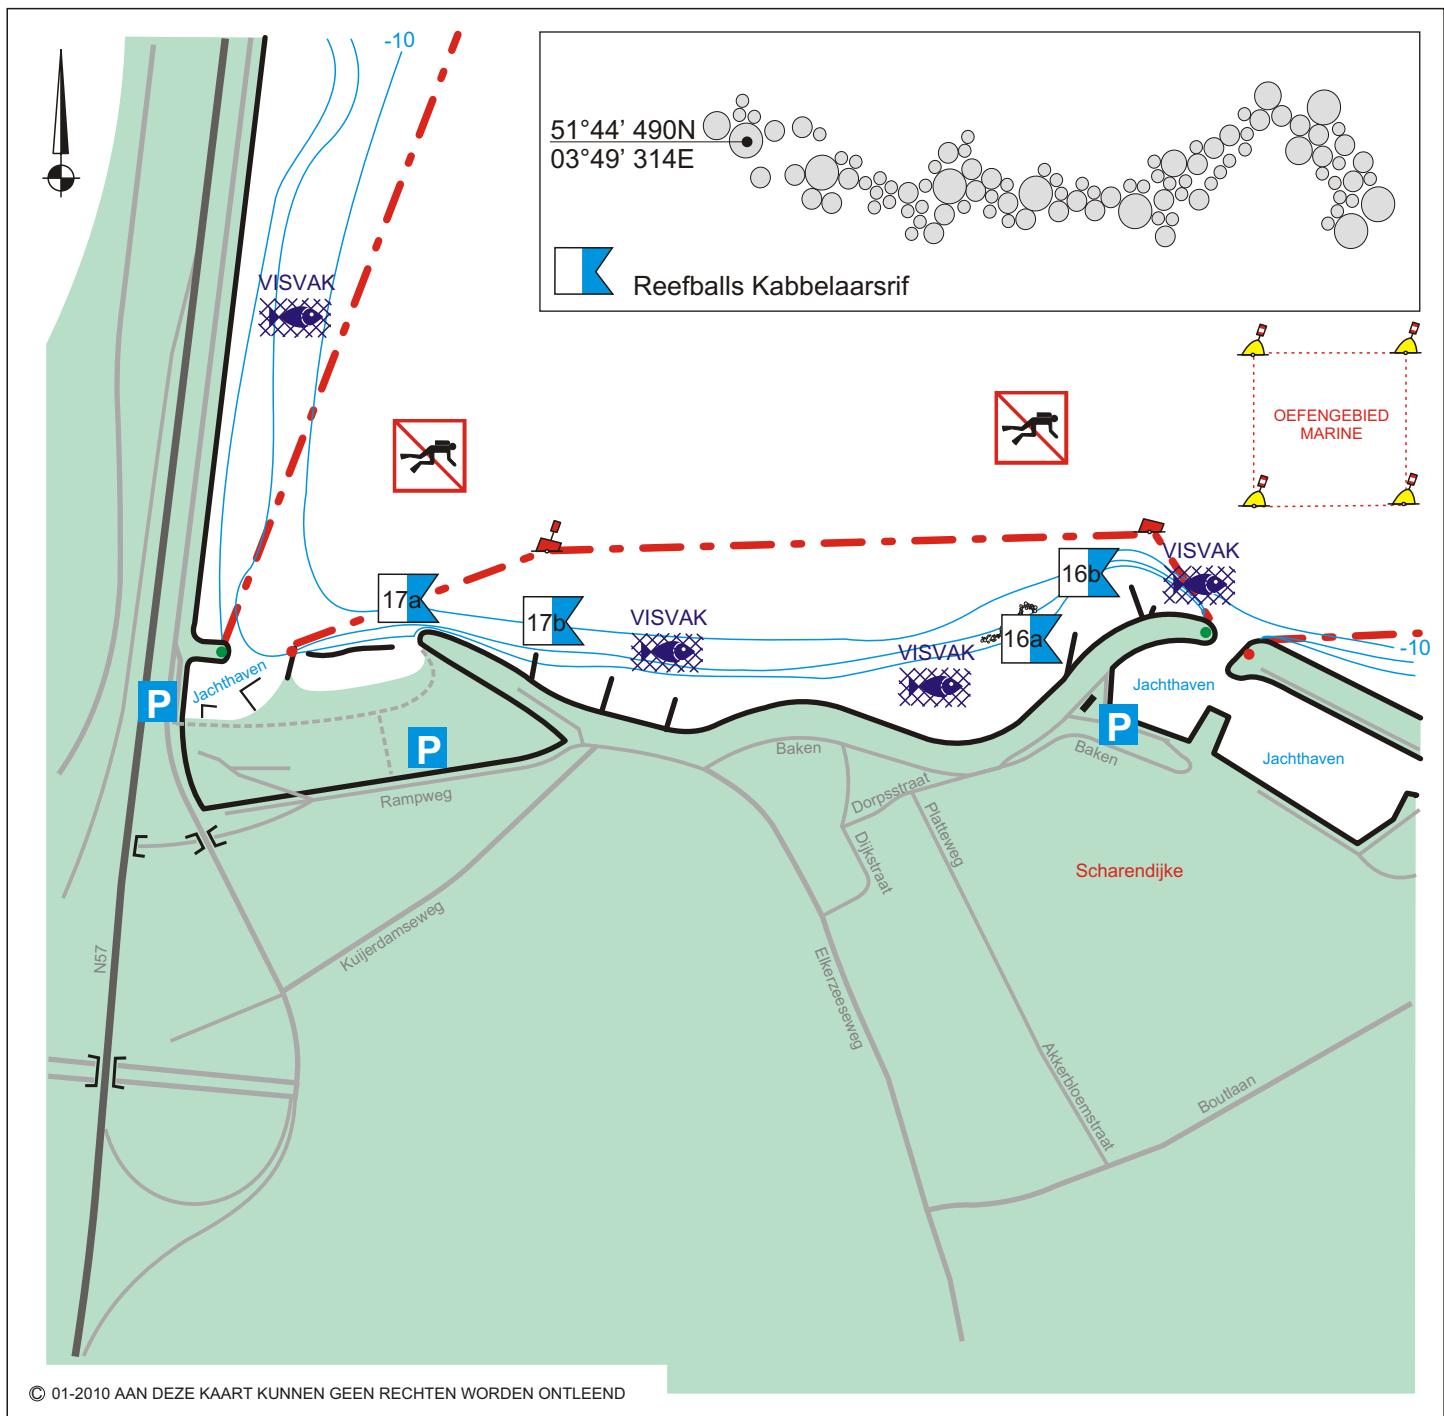 -10
51°44’ 490N
03°49’ 314E
Reefballs Kabbelaarsrif
VISVAK
OEFENGEBIED
MARINE
VISVAK
16b
17a
17b
VISVAK
16a
VISVAK
-10
Jachthaven
Jachthaven
Jachthaven
P
P
P
Baken
Baken
Rampweg
Dorpsstraat
Platteweg
Dijkstraat
Scharendijke
Kuijerdamseweg
N57
Elkerzeeseweg
Akkerbloemstraat
Boutlaan
© 01-2010 AAN DEZE KAART KUNNEN GEEN RECHTEN WORDEN ONTLEEND